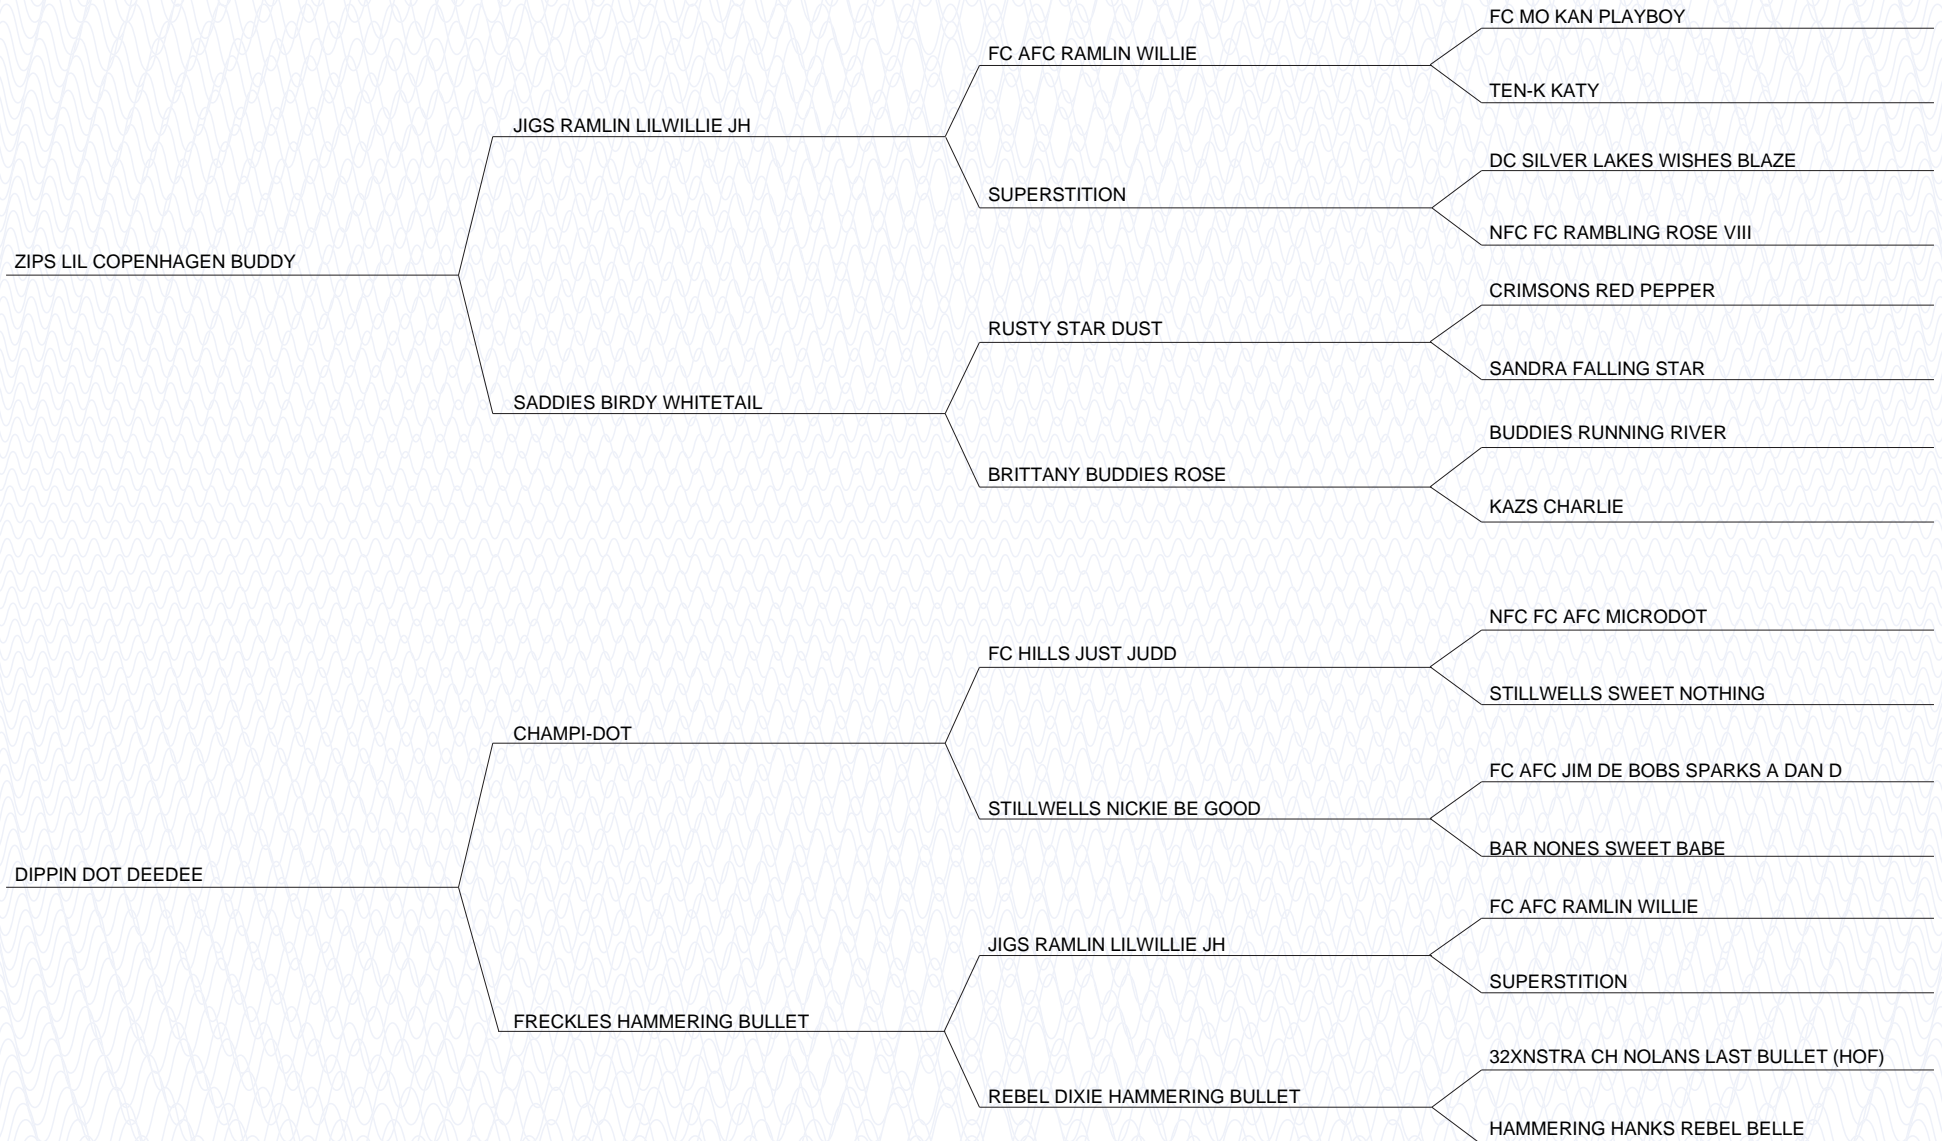 FC MO KAN PLAYBOY
FC AFC RAMLIN WILLIE
TEN-K KATY
JIGS RAMLIN LILWILLIE JH
DC SILVER LAKES WISHES BLAZE
SUPERSTITION
NFC FC RAMBLING ROSE VIII
ZIPS LIL COPENHAGEN BUDDY
CRIMSONS RED PEPPER
RUSTY STAR DUST
SANDRA FALLING STAR
SADDIES BIRDY WHITETAIL
BUDDIES RUNNING RIVER
BRITTANY BUDDIES ROSE
KAZS CHARLIE
NFC FC AFC MICRODOT
FC HILLS JUST JUDD
STILLWELLS SWEET NOTHING
CHAMPI-DOT
FC AFC JIM DE BOBS SPARKS A DAN D
STILLWELLS NICKIE BE GOOD
BAR NONES SWEET BABE
DIPPIN DOT DEEDEE
FC AFC RAMLIN WILLIE
JIGS RAMLIN LILWILLIE JH
SUPERSTITION
FRECKLES HAMMERING BULLET
32XNSTRA CH NOLANS LAST BULLET (HOF)
REBEL DIXIE HAMMERING BULLET
HAMMERING HANKS REBEL BELLE